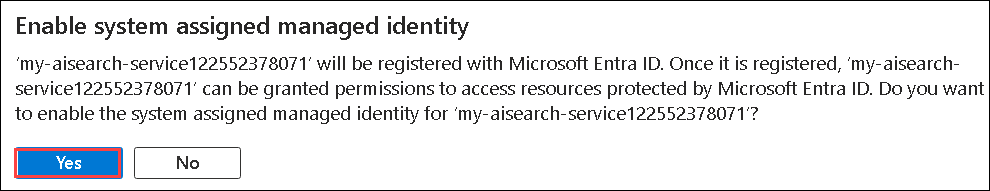 Enable system assigned managed identity
'my-aisearch-service122552378071' will be registered with Microsoft Entra ID. Once it is registered, 'my-aisearch-
service122552378071' can be granted permissions to access resources protected by Microsoft Entra ID. Do you want
to enable the system assigned managed identity for 'my-aisearch-service122552378071'?
Yes
No